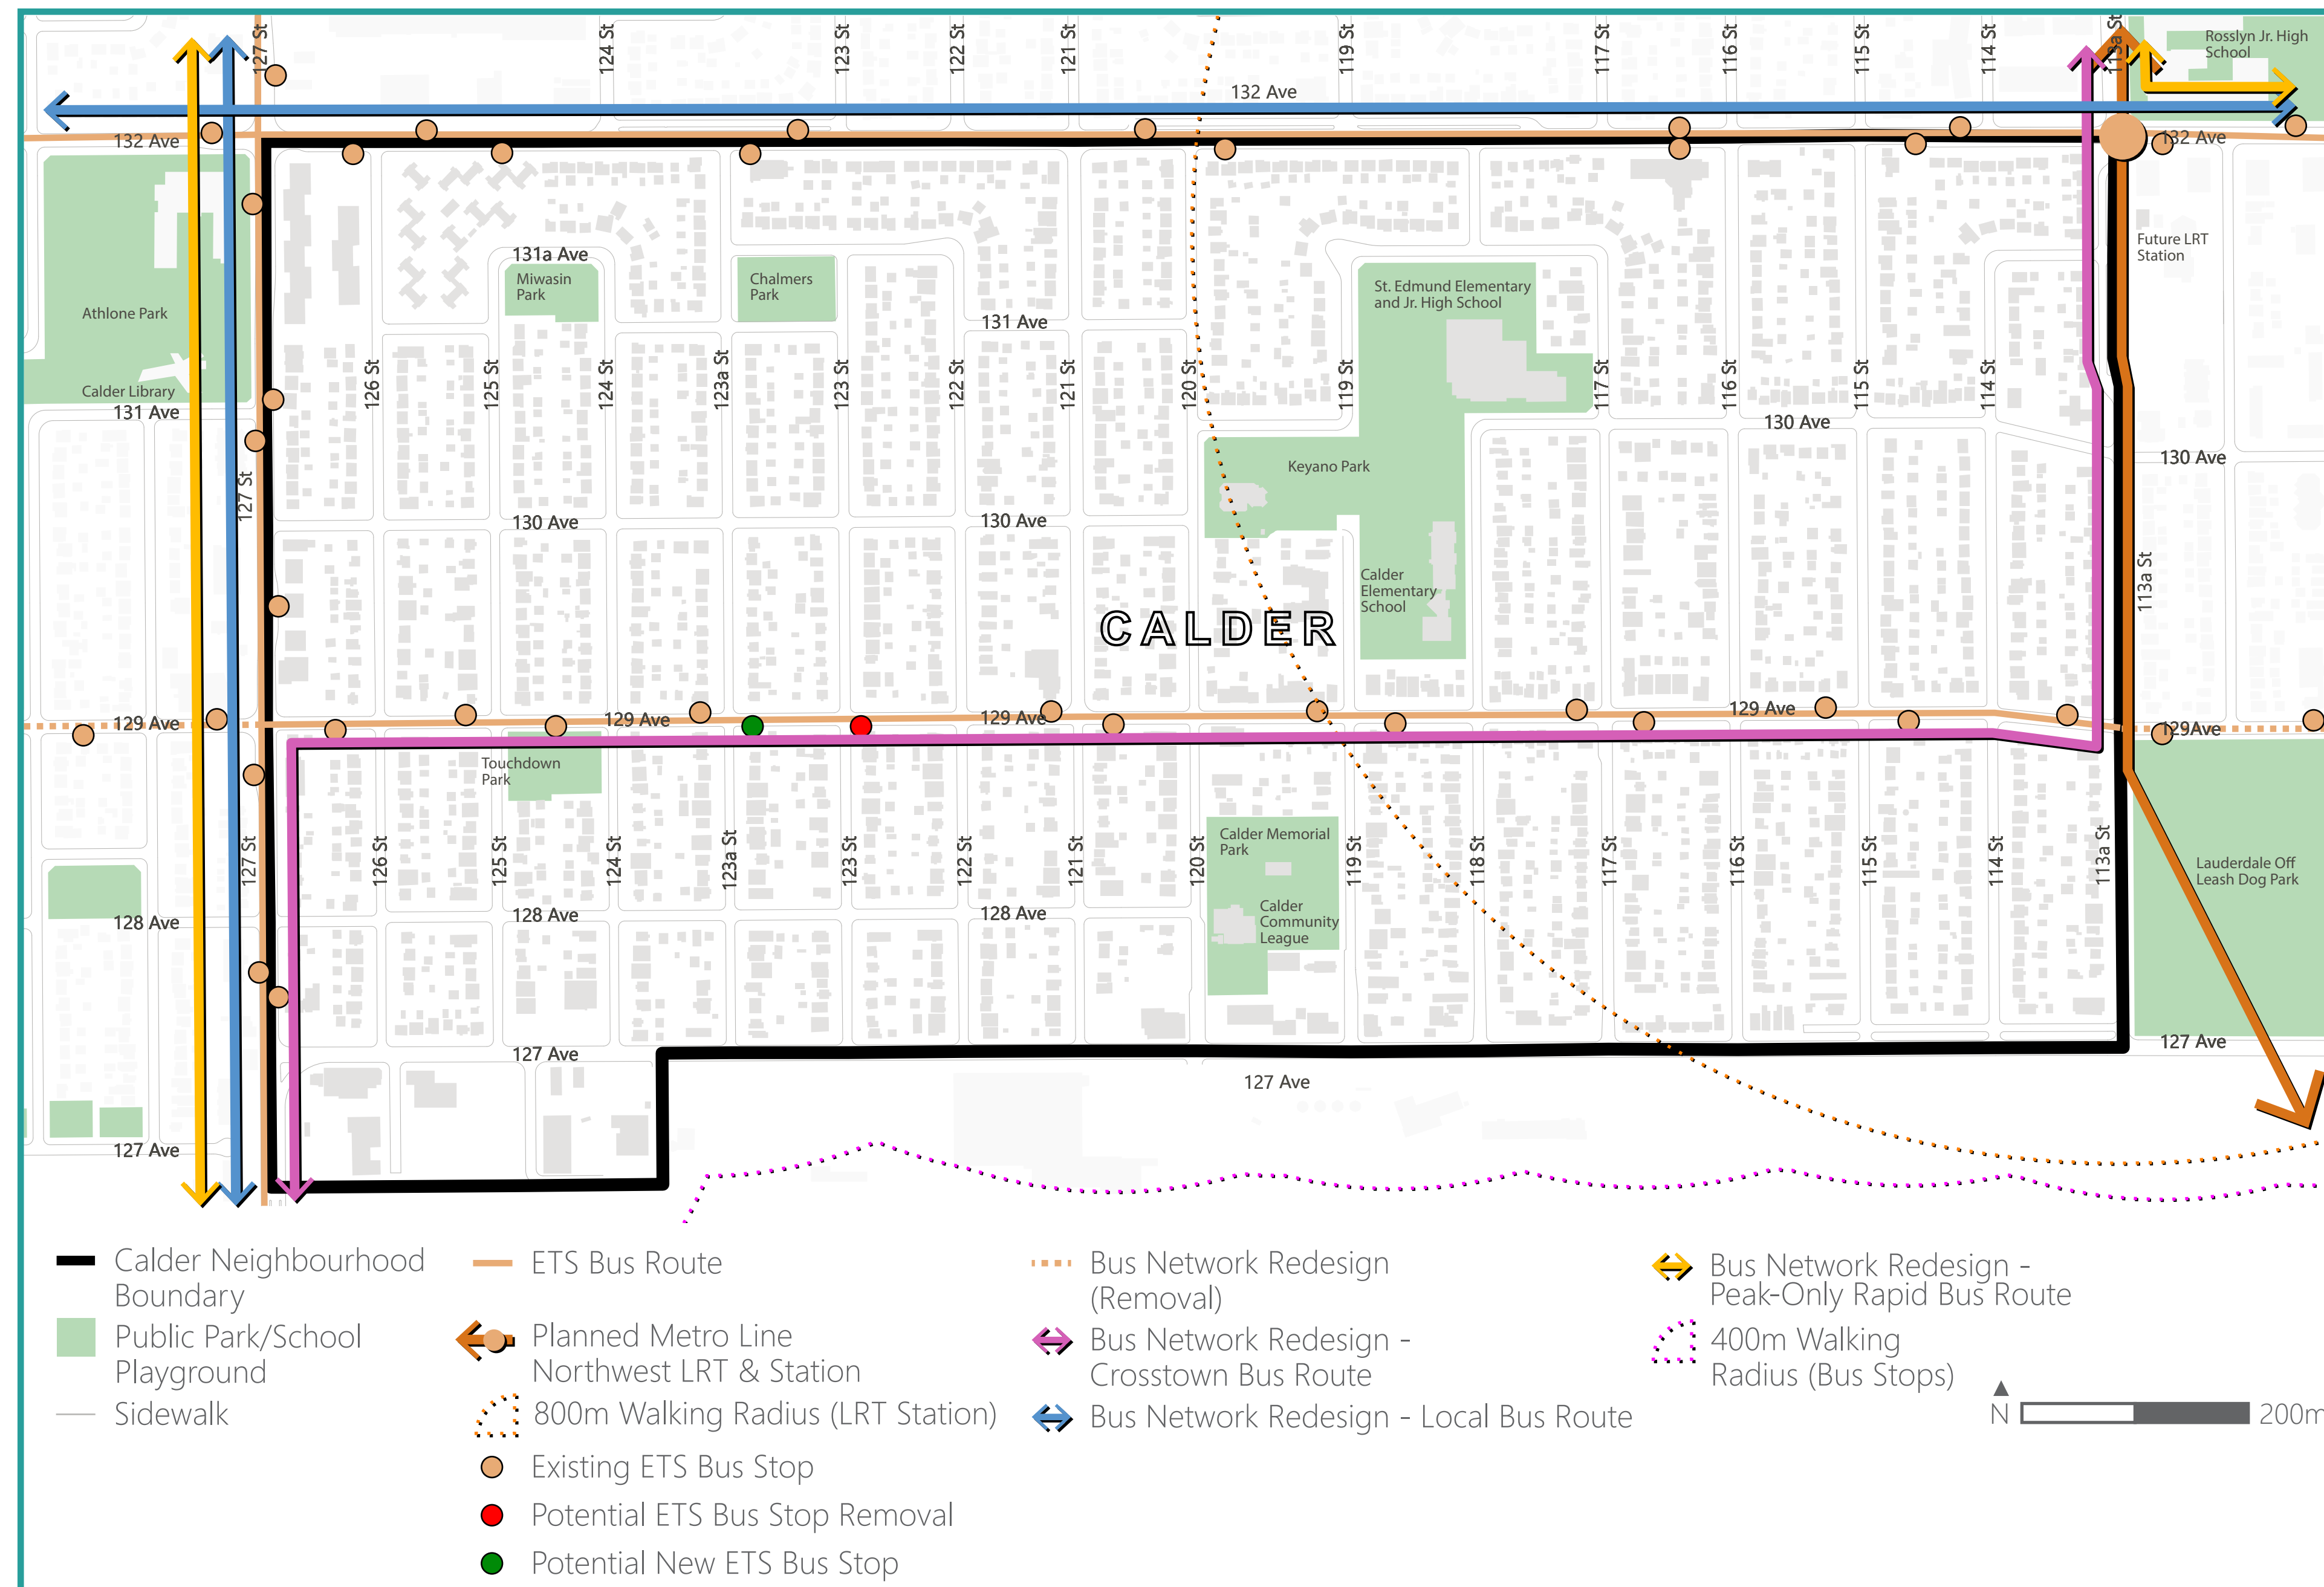 127 St
124 St
123 St
122 St
121 St
119 St
117 St
116 St
115 St
114 St
113a St
Rosslyn Jr. High
School
132 Ave
132 Ave
132 Ave
131a Ave
Miwasin
Park
Chalmers
Park
St. Edmund Elementary
and Jr. High School
Future LRT
Station
Athlone Park
131 Ave
Calder Library
131 Ave
126 St
125 St
124 St
123a St
123 St
122 St
121 St
120 St
119 St
117 St
116 St
115 St
114 St
130 Ave
130 Ave
Keyano Park
127 St
130 Ave
130 Ave
Calder
Elementary
School
113a St
CALDER
129 Ave
129 Ave
129 Ave
129 Ave
129Ave
Touchdown
Park
127 St
126 St
125 St
124 St
123a St
123 St
122 St
121 St
120 St
119 St
118 St
117 St
116 St
115 St
114 St
113a St
Calder Memorial
Park
Lauderdale Off
Leash Dog Park
Calder
Community
League
128 Ave
128 Ave
128 Ave
127 Ave
127 Ave
127 Ave
127 Ave
Calder Neighbourhood
Boundary
Public Park/School
Playground
Sidewalk
ETS Bus Route
Planned Metro Line
Northwest LRT & Station
800m Walking Radius (LRT Station)
Existing ETS Bus Stop
Potential ETS Bus Stop Removal
Potential New ETS Bus Stop
Bus Network Redesign
(Removal)
Bus Network Redesign -
Crosstown Bus Route
Bus Network Redesign - Local Bus Route
Bus Network Redesign -
Peak-Only Rapid Bus Route
400m Walking
Radius (Bus Stops)
N
200m